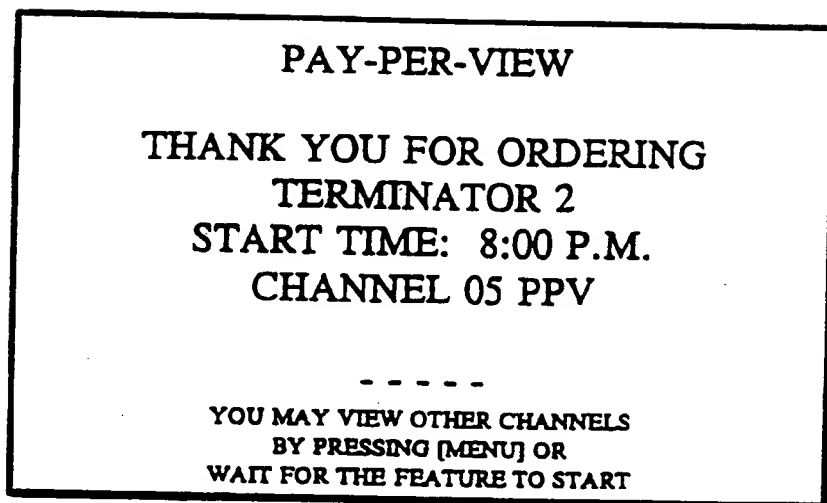 PAY-PER-VIEW
THANK YOU FOR ORDERING
TERMINATOR 2
START TIME: 8:00 P.M.
CHANNEL 05 PPV
- - - - -
YOU MAY VIEW OTHER CHANNELS
BY PRESSING [MENU] OR
WAIT FOR THE FEATURE TO START